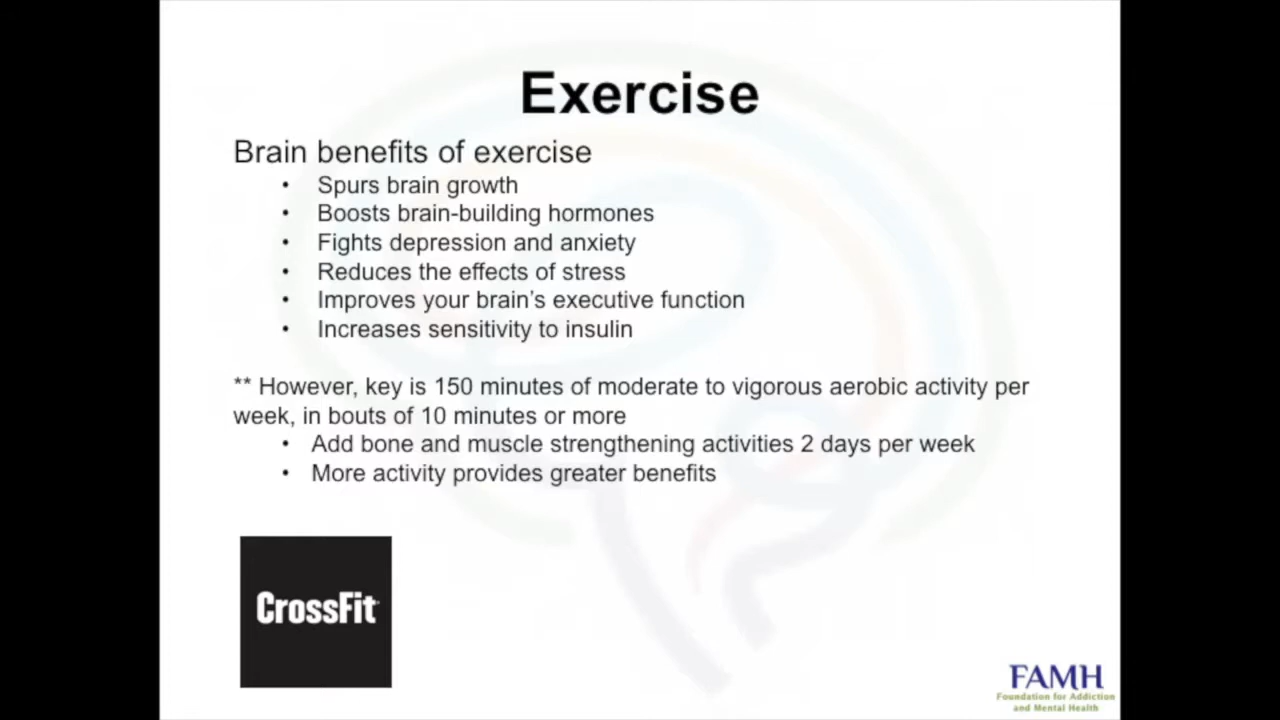 Exercise
Brain benefits of exercise
• Spurs brain growth
• Boosts brain-building hormones
• Fights depression and anxiety
• Reduces the effects of stress
• Improves your brain’s executive function
• Increases sensitivity to insulin
** However, key is 150 minutes of moderate to vigorous aerobic activity per
week, in bouts of 10 minutes or more
• Add bone and muscle strengthening activities 2 days per week
• More activity provides greater benefits
CrossFit
FAMH
Foundation for Addiction
and Mental Health